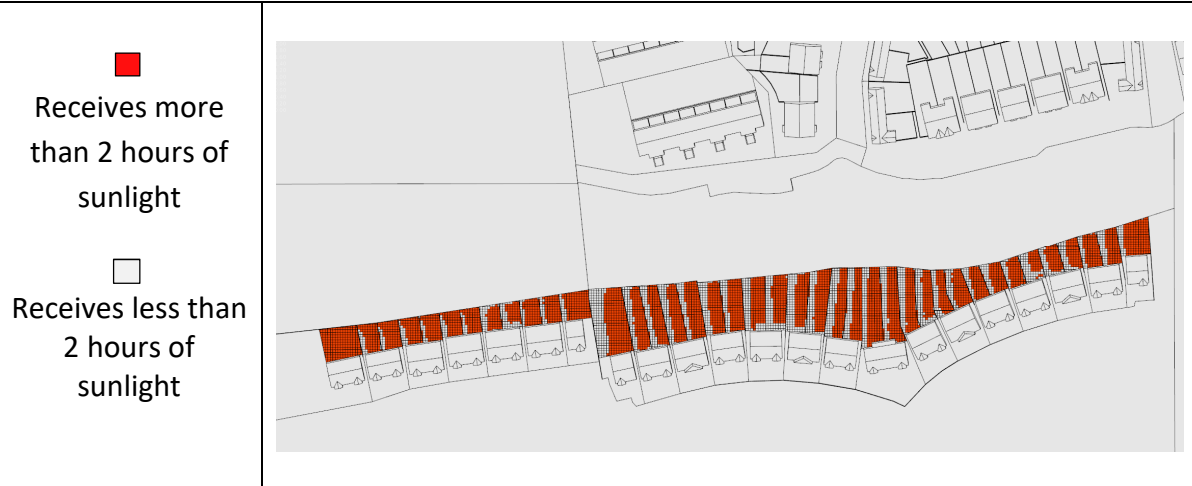 Receives more
than 2 hours of
sunlight
Receives less than
2 hours of
sunlight